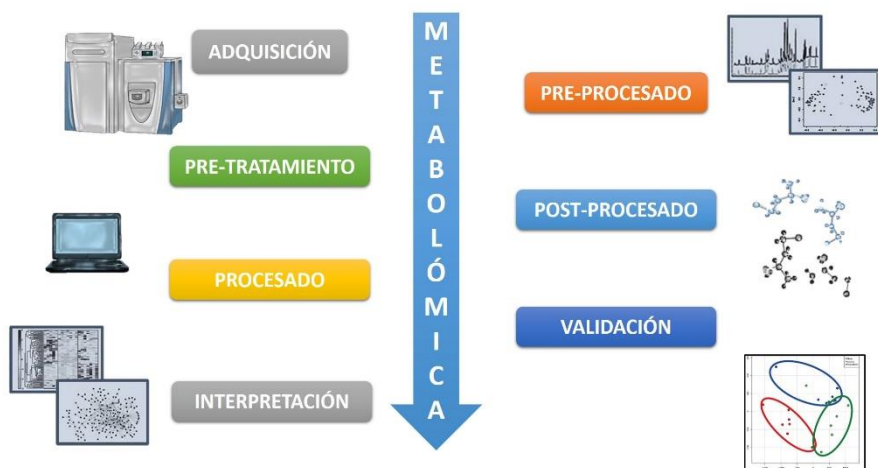 ADQUISICIÓN
PRE-PROCESADO
PRE-TRATAMIENTO
POST-PROCESADO
PROCESADO
VALIDACIÓN
INTERPRETACIÓN
METABOLÓMICA